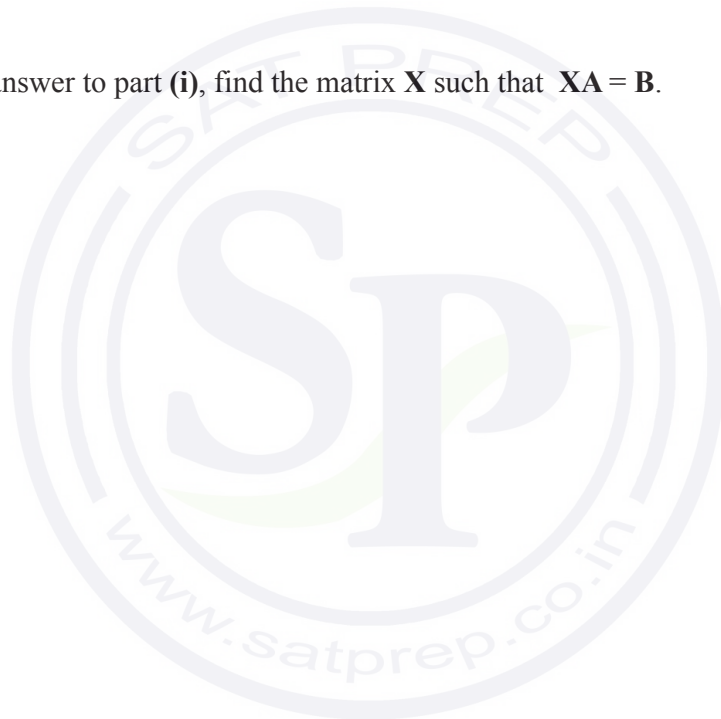 nswer to part (i), find the matrix X such that XA = B.
SAT PREP
SP
www.satprep.co.in